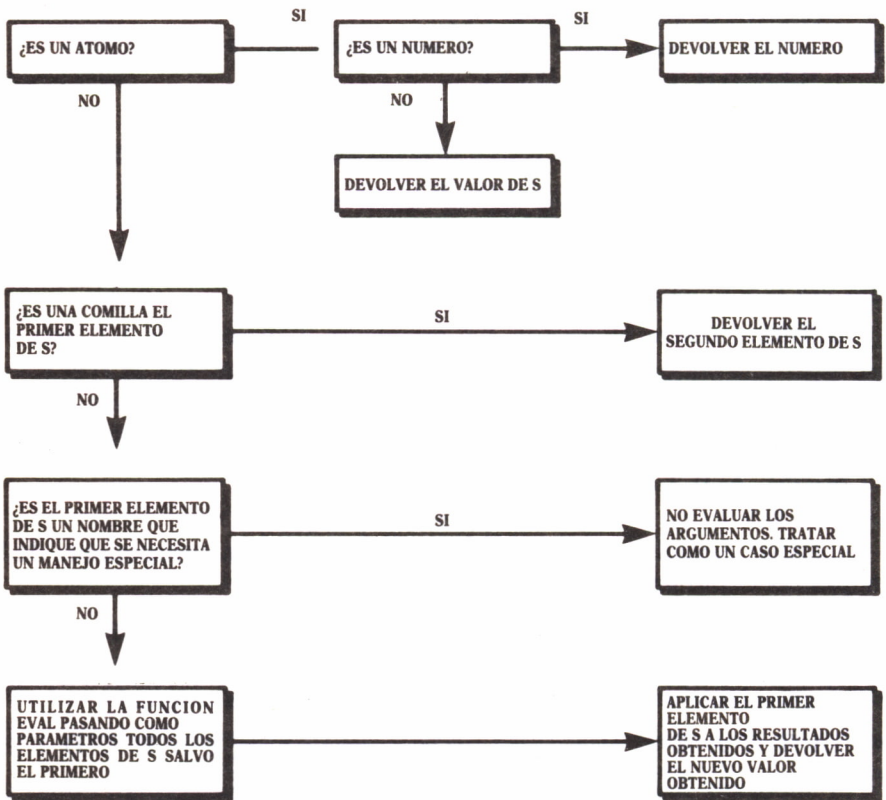 SI
SI
¿ES UN ATOMO?
¿ES UN NUMERO?
DEVOLVER EL NUMERO
NO
NO
DEVOLVER EL VALOR DE S
¿ES UNA COMILLA EL
PRIMER ELEMENTO
DE S?
SI
DEVOLVER EL
SEGUNDO ELEMENTO DE S
NO
¿ES EL PRIMER ELEMENTO
DE S UN NOMBRE QUE
INDIQUE QUE SE NECESITA
UN MANEJO ESPECIAL?
SI
NO EVALUAR LOS
ARGUMENTOS. TRATAR
COMO UN CASO ESPECIAL
NO
UTILIZAR LA FUNCION
EVAL PASANDO COMO
PARAMETROS TODOS LOS
ELEMENTOS DE S SALVO
EL PRIMERO
APLICAR EL PRIMER
ELEMENTO
DE S A LOS RESULTADOS
OBTENIDOS Y DEVOLVER
EL NUEVO VALOR
OBTENIDO